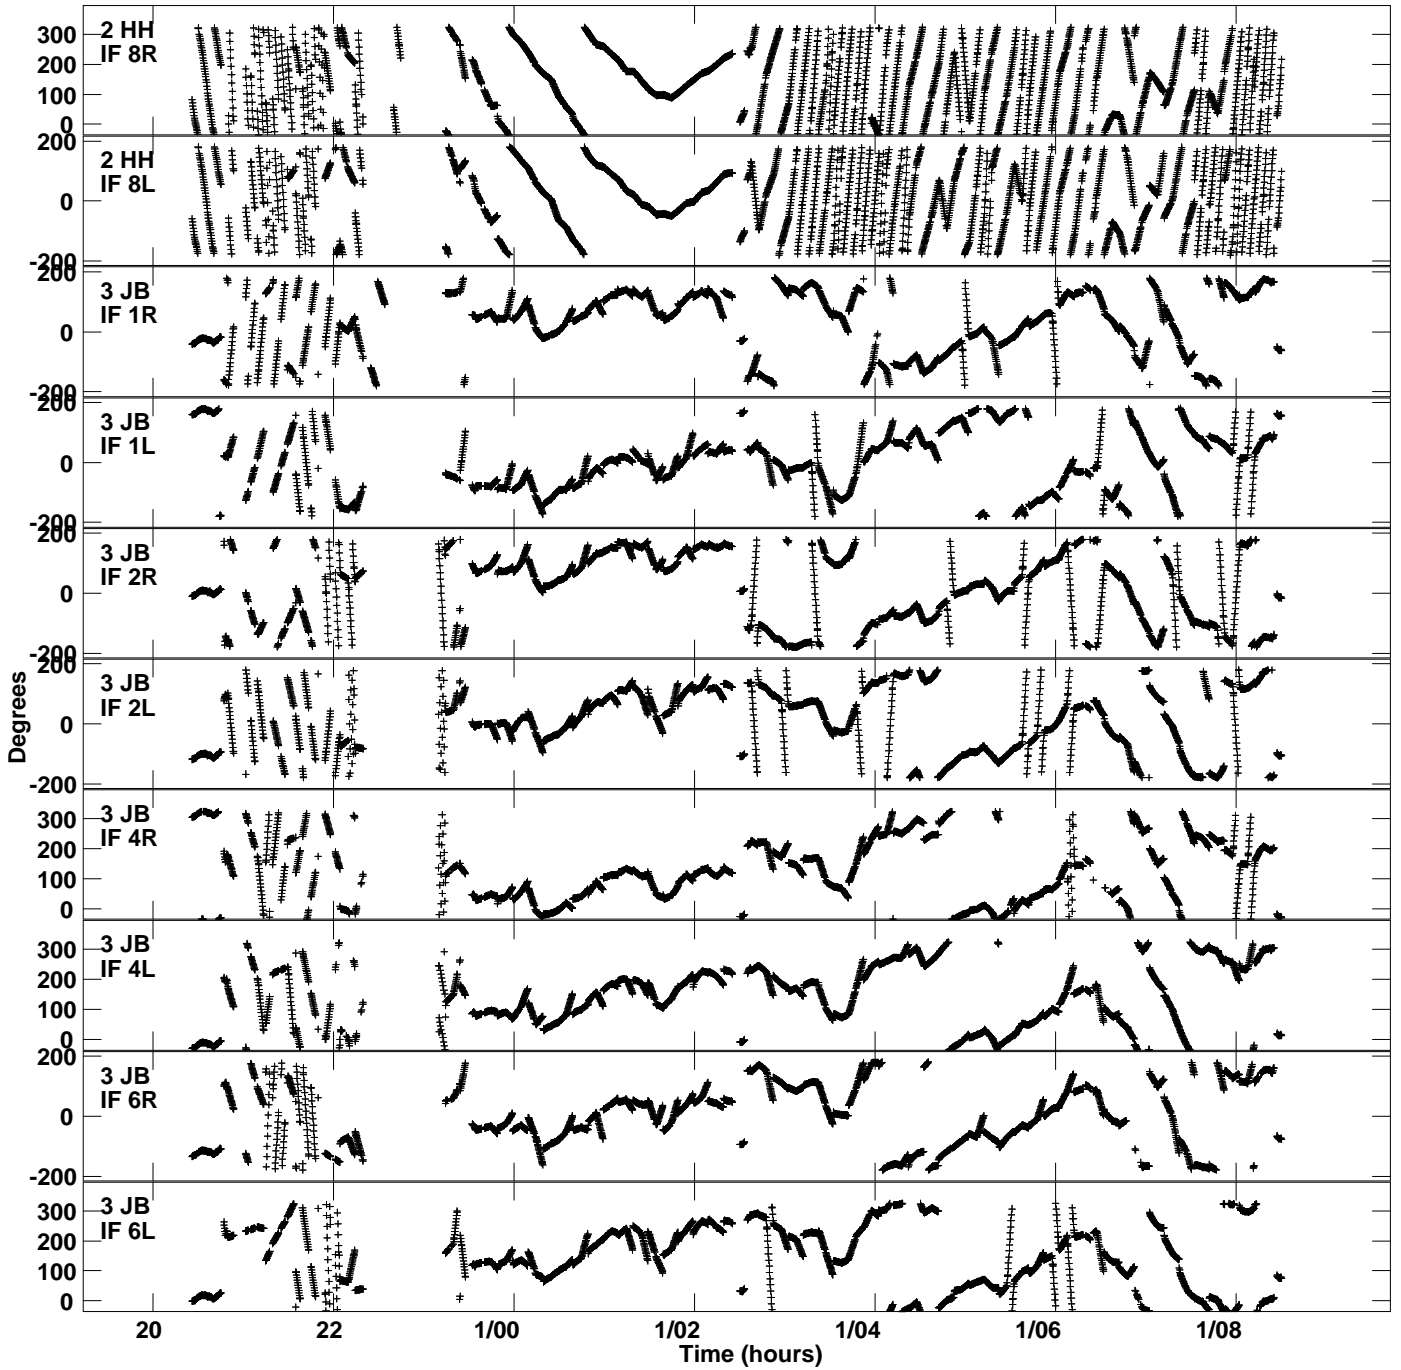 2 HH
IF 8R
300
200
100
0
2 HH
IF 8L
200
0
-200
3 JB
IF 1R
200
0
-200
3 JB
IF 1L
200
0
-200
3 JB
IF 2R
200
0
-200
3 JB
IF 2L
200
0
-200
3 JB
IF 4R
300
200
100
0
3 JB
IF 4L
300
200
100
0
3 JB
IF 6R
200
0
-200
3 JB
IF 6L
300
200
100
0
Degrees
20 22 1/00 1/02 1/04 1/06 1/08
Time (hours)